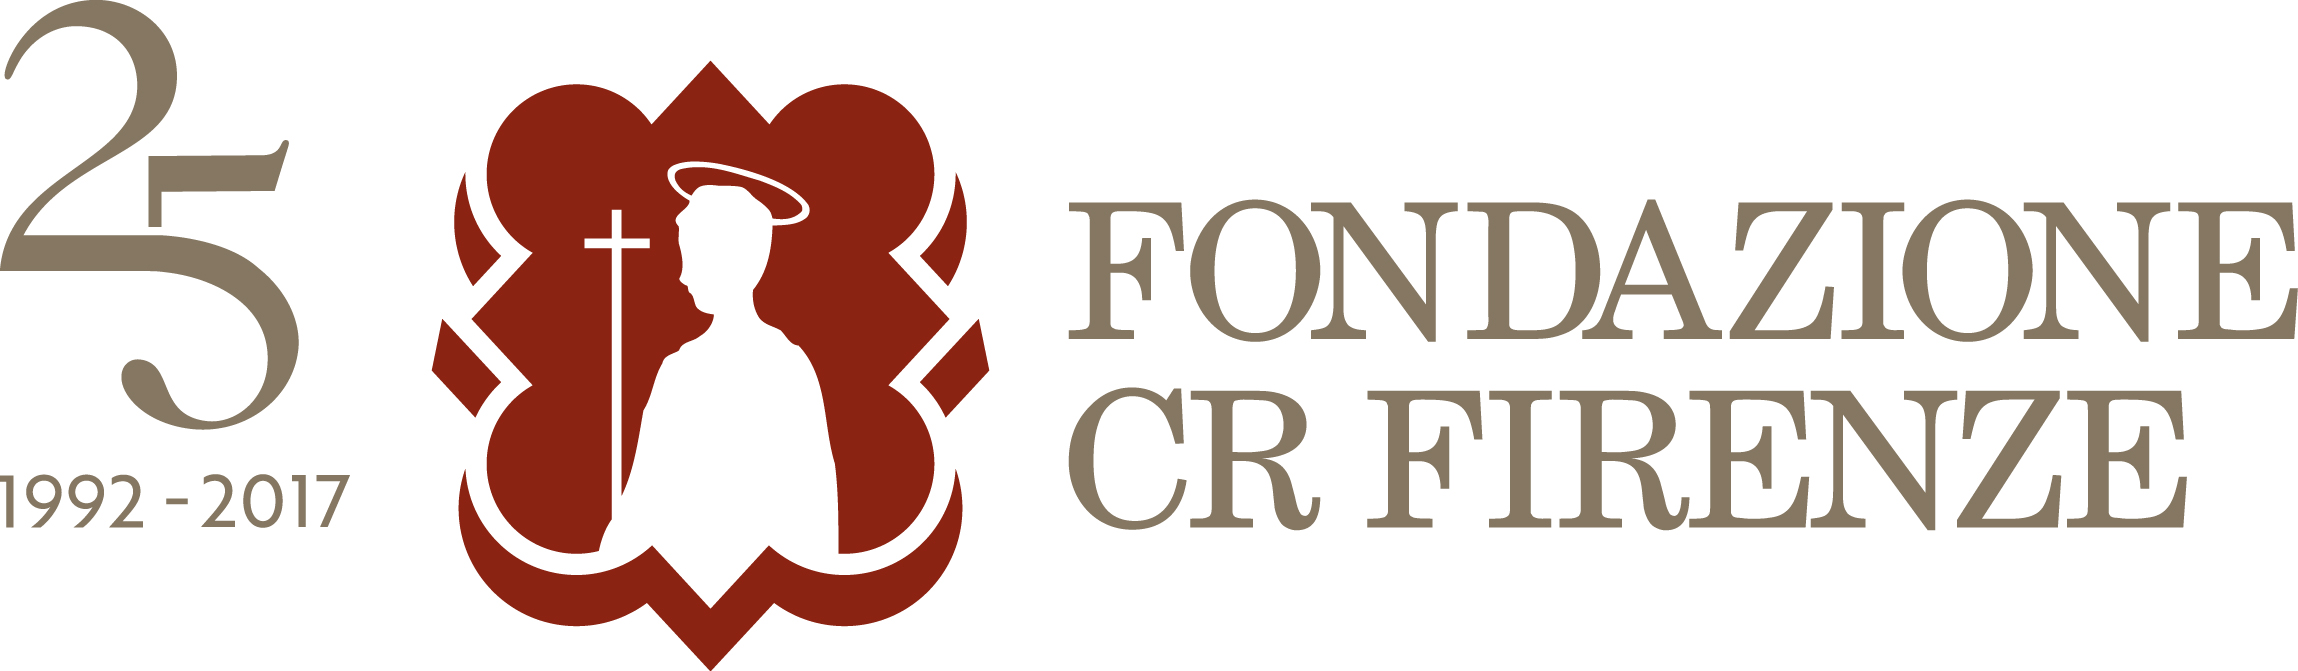 25
1992 - 2017
FONDAZIONE
CR FIRENZE